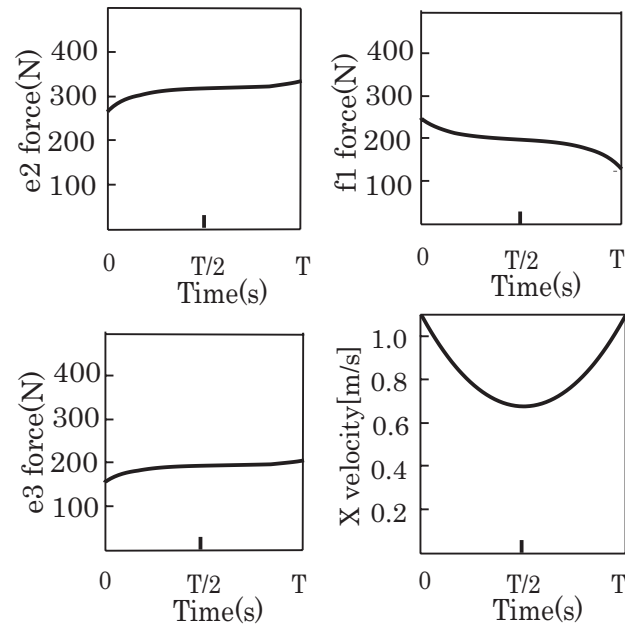 e2 force(N)
400
300
200
100
0
T/2
T
Time(s)
f1 force(N)
400
300
200
100
0
T/2
T
Time(s)
e3 force(N)
400
300
200
100
0
T/2
T
Time(s)
X velocity[m/s]
1.0
0.8
0.6
0.4
0.2
0
T/2
T
Time(s)